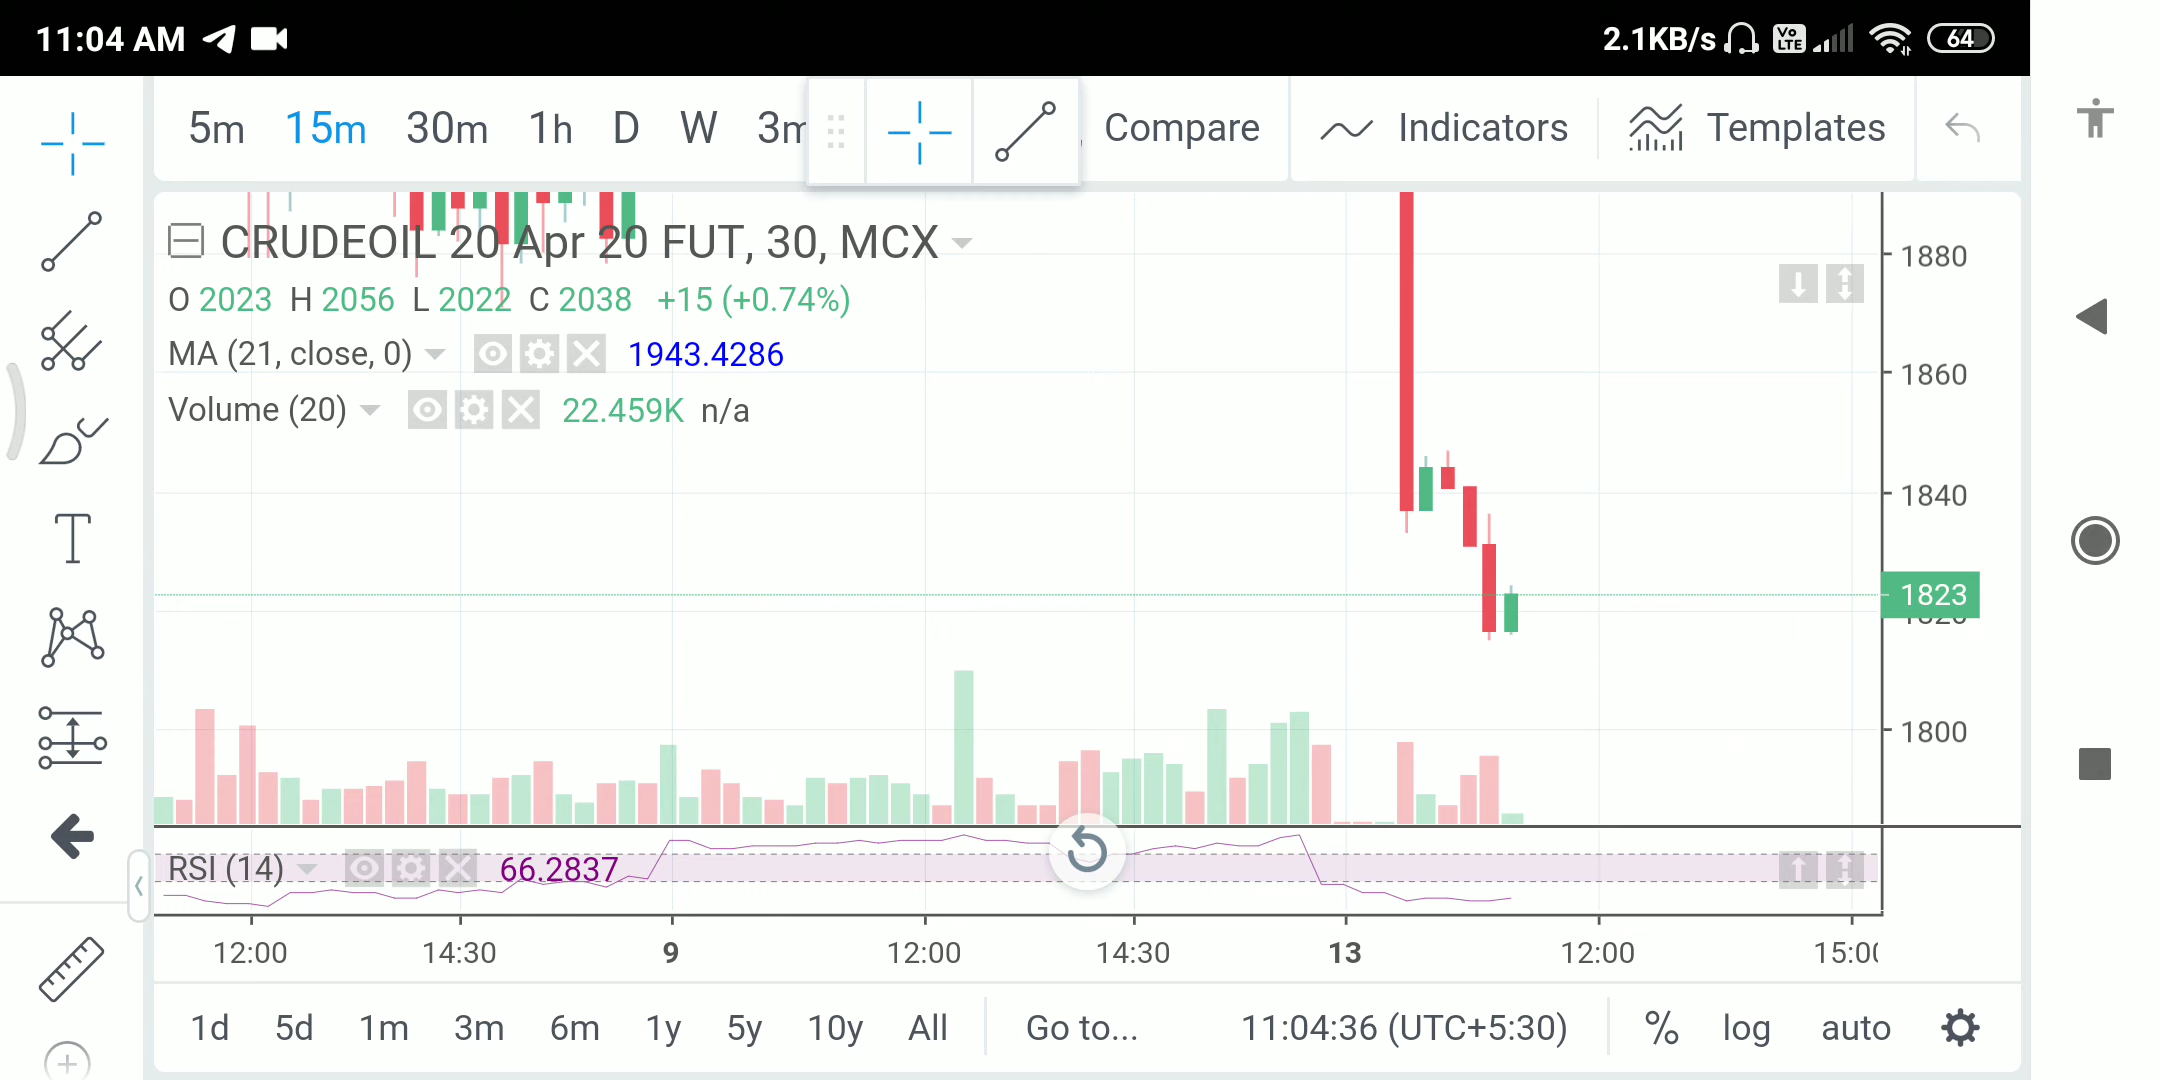 11:04 AM 2.1KB/s Vo LTE 64
5m 15m 30m 1h D W Compare Indicators Templates
CRUDEOIL 20 Apr 20 FUT, 30, MCX
O 2023 H 2056 L 2022 C 2038 +15 (+0.74%)
MA (21, close, 0) 1943.4286
Volume (20) 22.459K n/a
1880
1860
1840
1823
1800
RSI (14) 66.2837
12:00 14:30 9 12:00 14:30 13 12:00
1d 5d 1m 3m 6m 1y 5y 10y All Go to... 11:04:36 (UTC+5:30) % log auto